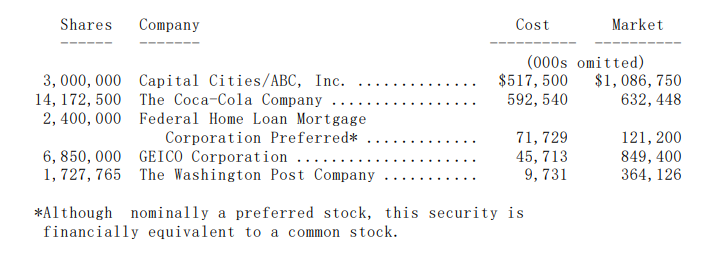 Shares Company Cost Market
------ ------- ---------- ----------
(000s omitted)
3,000,000 Capital Cities/ABC, Inc. .............. $517,500 $1,086,750
14,172,500 The Coca-Cola Company ................. 592,540 632,448
2,400,000 Federal Home Loan Mortgage
Corporation Preferred* ............. 71,729 121,200
6,850,000 GEICO Corporation ..................... 45,713 849,400
1,727,765 The Washington Post Company ........... 9,731 364,126
*Although nominally a preferred stock, this security is
financially equivalent to a common stock.